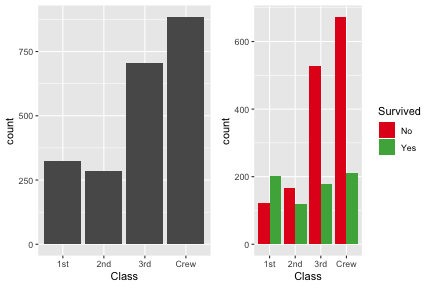 750
500
250
0
count
1st 2nd 3rd Crew
Class
600
400
200
0
count
1st 2nd 3rd Crew
Class
Survived
No
Yes